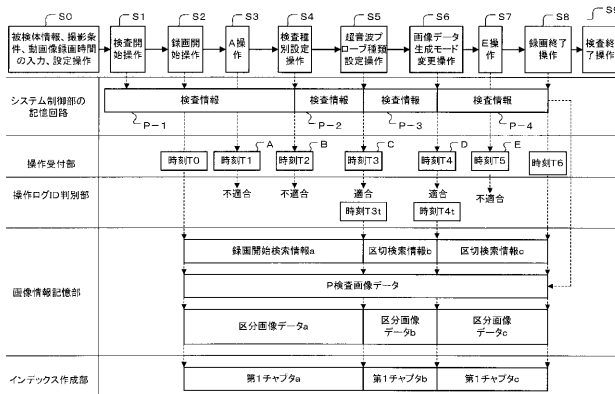 S0
S1
S2
S3
S4
S5
S6
S7
S8
S9
被検体情報、撮影条件、動画像録画時間の入力、設定操作
検査開始操作
録画開始操作
A操作
検査種別設定操作
超音波プローブ種類設定操作
画像データ生成モード変更操作
E操作
録画終了操作
検査終了操作
システム制御部の記憶回路
検査情報
検査情報
検査情報
検査情報
P-1
P-2
P-3
P-4
A
B
C
D
E
操作受付部
時刻T0
時刻T1
時刻T2
時刻T3
時刻T4
時刻T5
時刻T6
操作ログID判別部
不適合
不適合
適合
適合
不適合
時刻T3t
時刻T4t
録画開始検索情報a
区切検索情報b
区切検索情報c
画像情報記憶部
P検査画像データ
区分画像データa
区分画像データb
区分画像データc
インデックス作成部
第1チャプタa
第1チャプタb
第1チャプタc